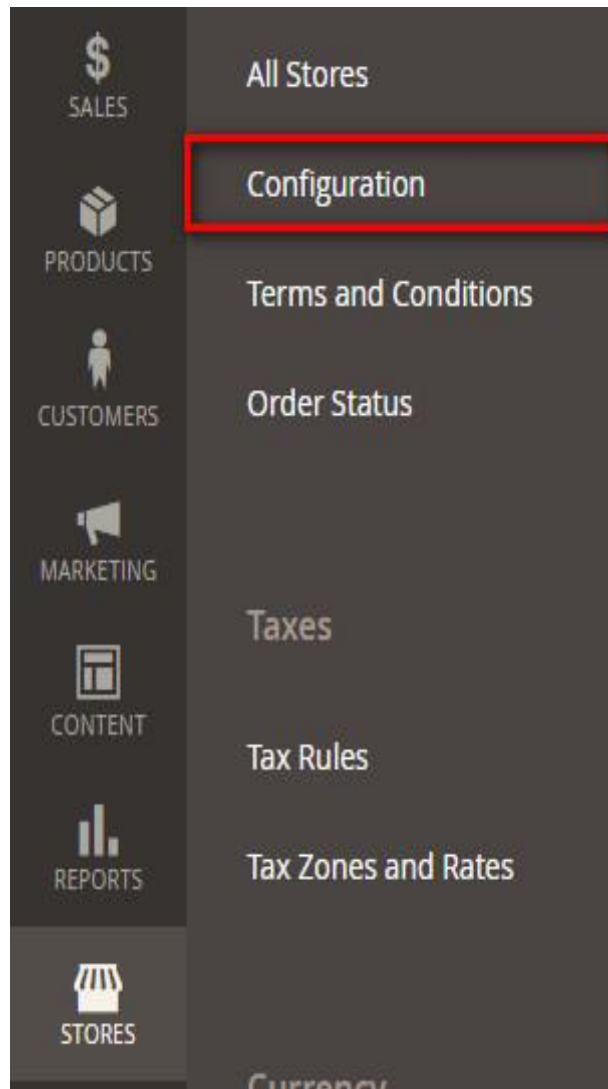 $
SALES
PRODUCTS
CUSTOMERS
MARKETING
CONTENT
REPORTS
STORES
All Stores
Configuration
Terms and Conditions
Order Status
Taxes
Tax Rules
Tax Zones and Rates
Currency